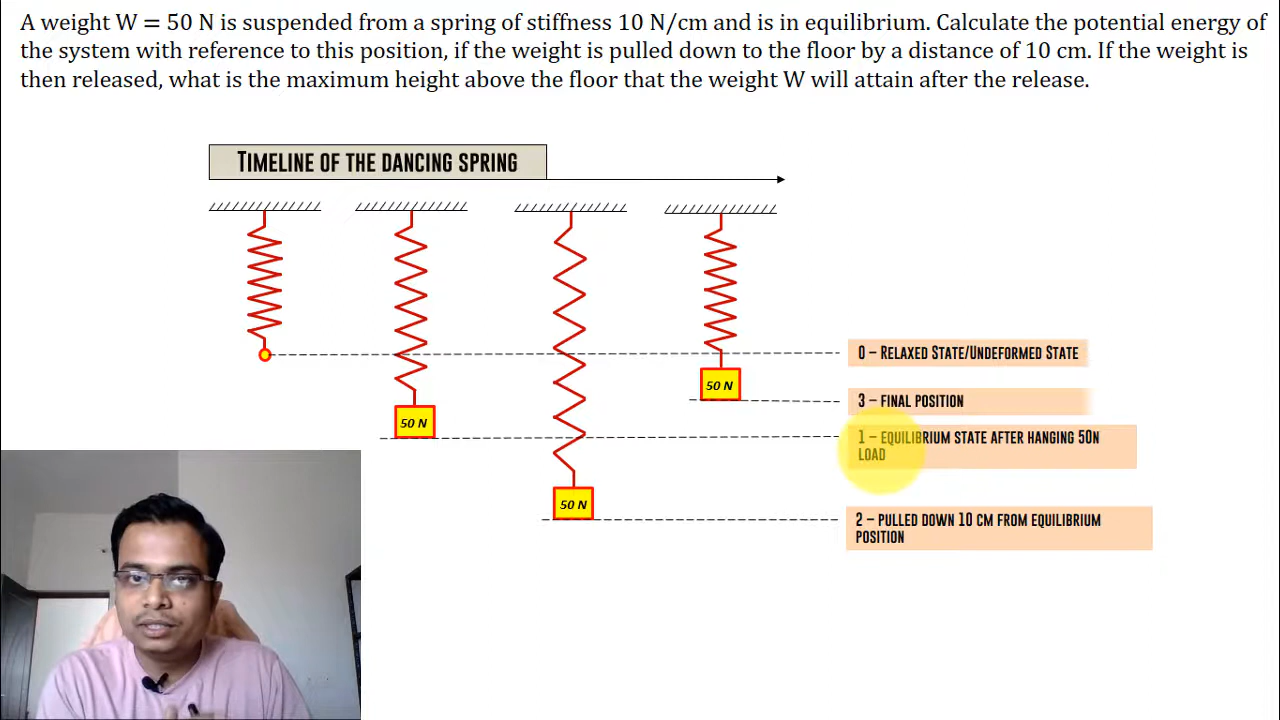 A weight W = 50 N is suspended from a spring of stiffness 10 N/cm and is in equilibrium. Calculate the potential energy of
the system with reference to this position, if the weight is pulled down to the floor by a distance of 10 cm. If the weight is
then released, what is the maximum height above the floor that the weight W will attain after the release.
TIMELINE OF THE DANCING SPRING
0 – RELAXED STATE/UNDEFORMED STATE
50 N
3 – FINAL POSITION
50 N
1 – EQUILIBRIUM STATE AFTER HANGING 50N
LOAD
50 N
2 – PULLED DOWN 10 CM FROM EQUILIBRIUM
POSITION